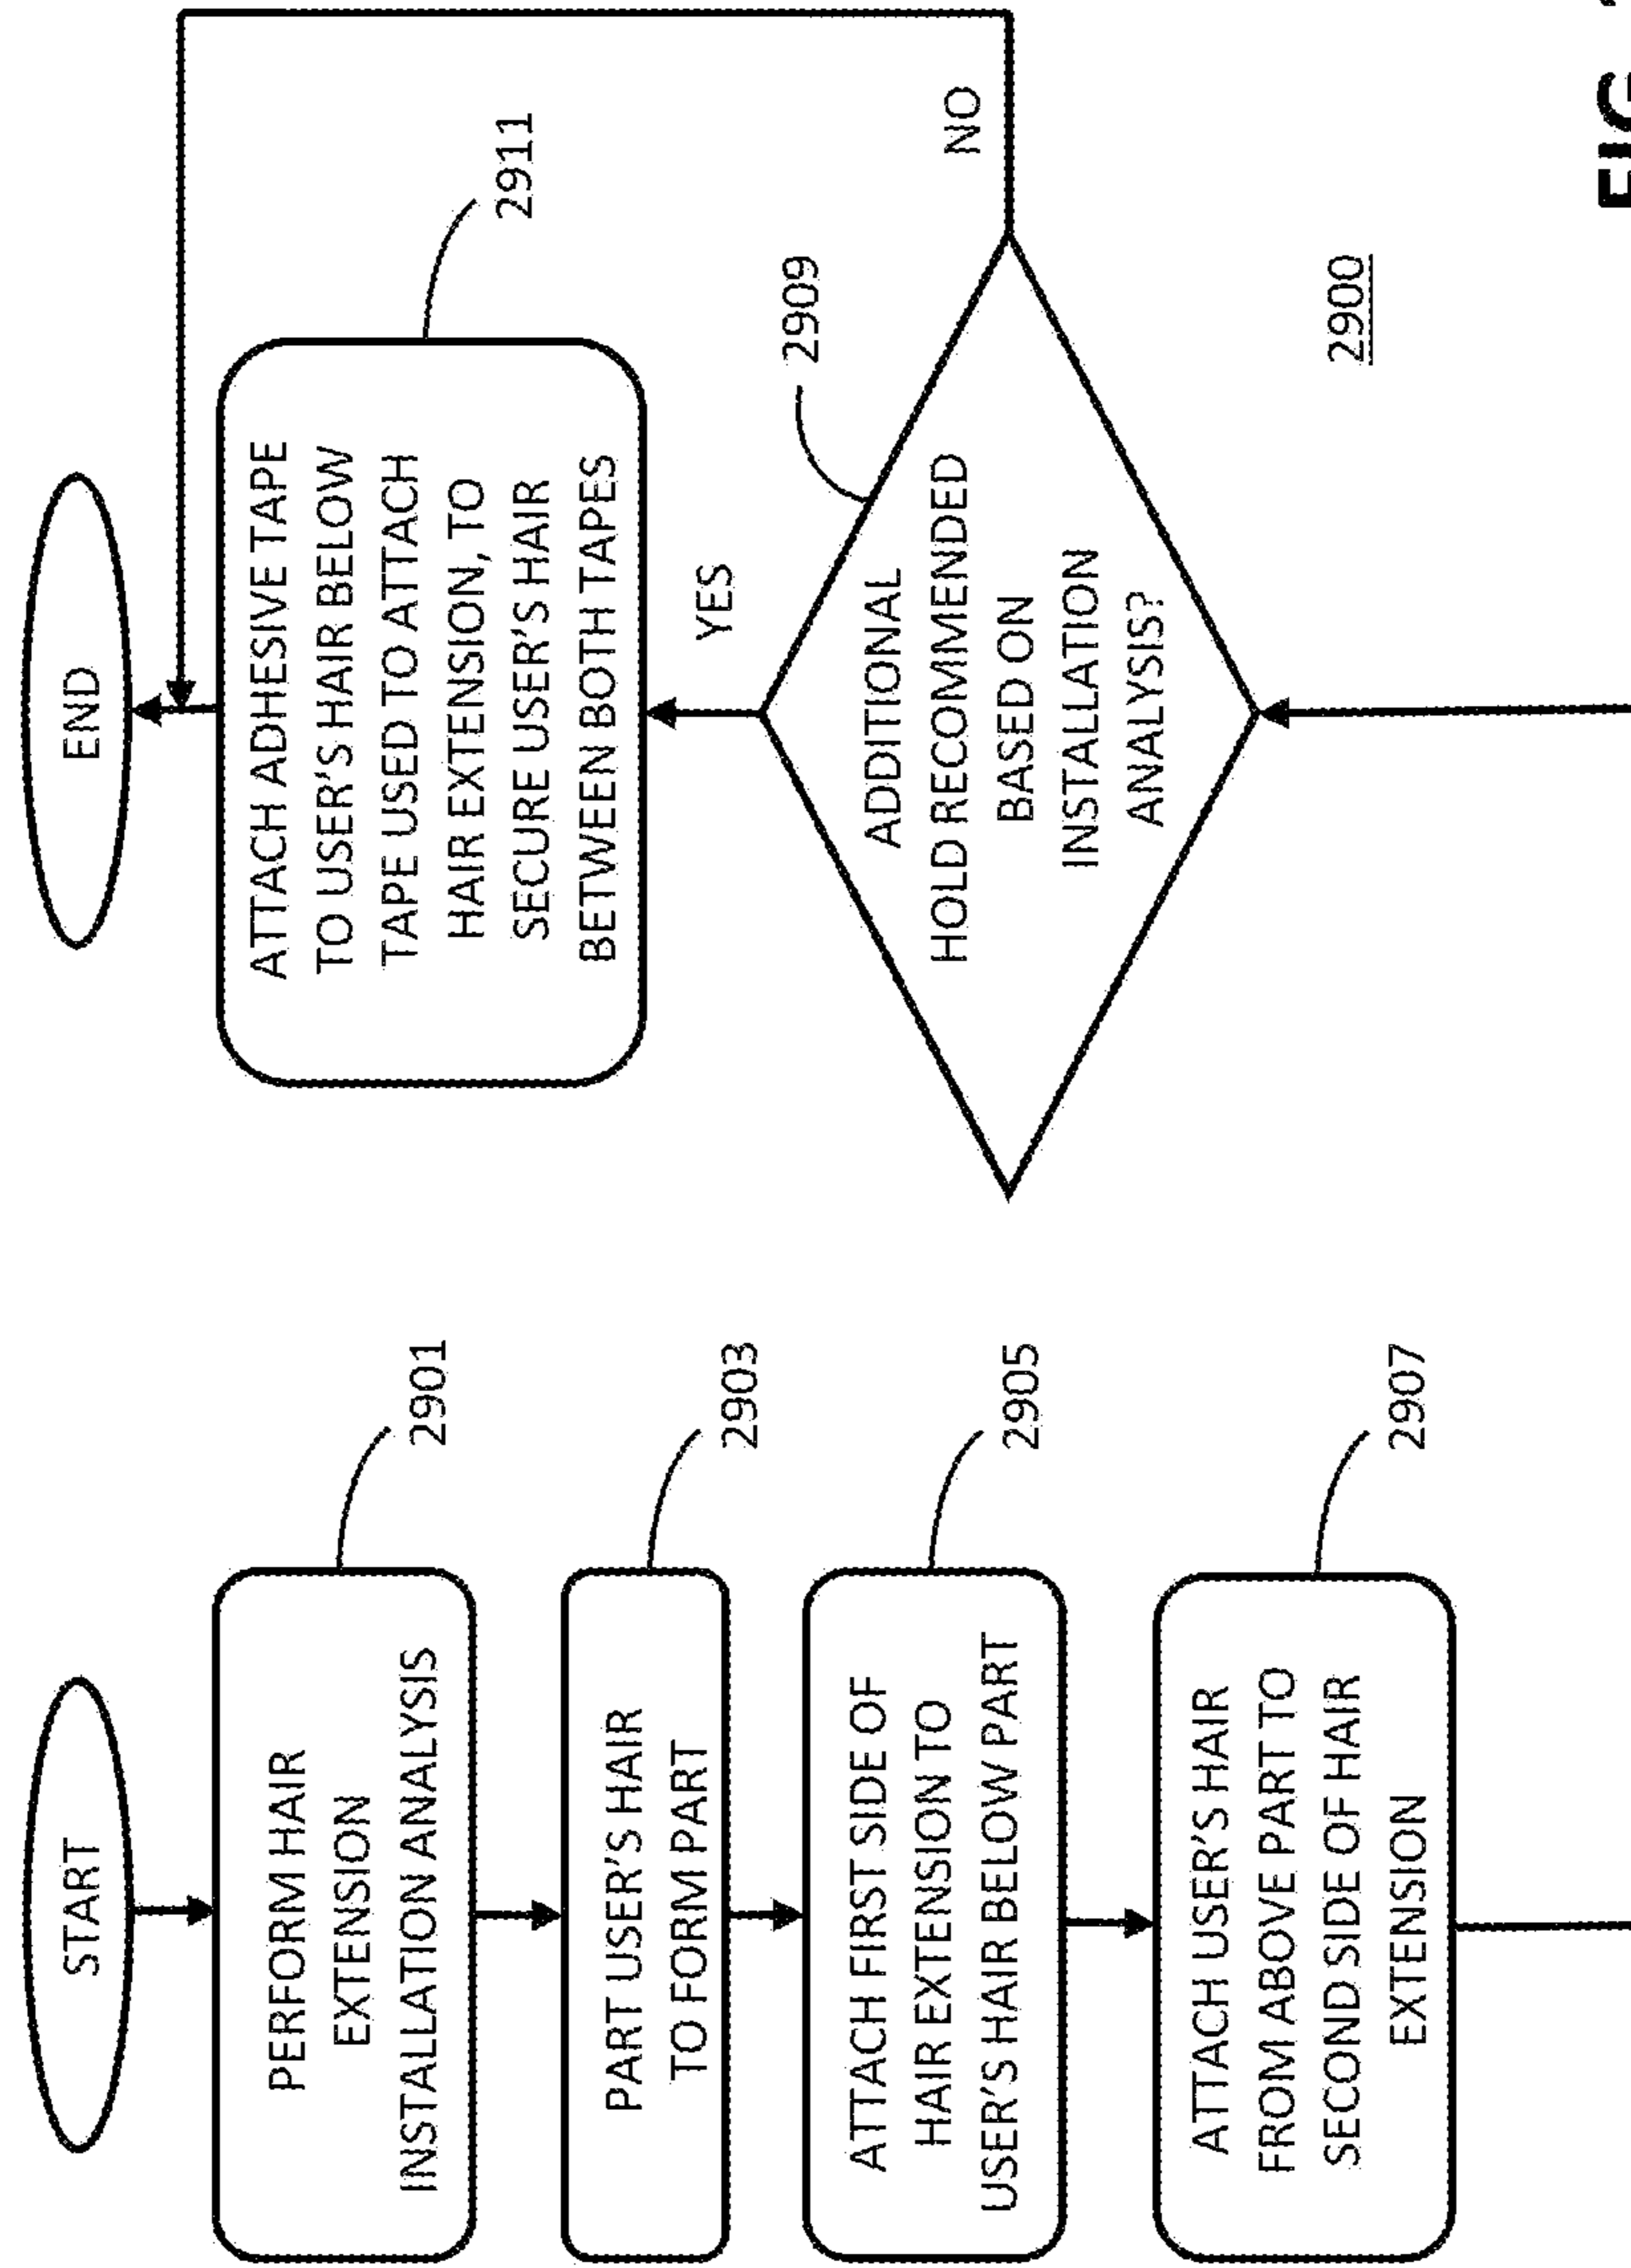 START
PERFORM HAIR
EXTENSION
INSTALLATION ANALYSIS
2901
PART USER'S HAIR
TO FORM PART
2903
ATTACH FIRST SIDE OF
HAIR EXTENSION TO
USER'S HAIR BELOW PART
2905
ATTACH USER'S HAIR
FROM ABOVE PART TO
SECOND SIDE OF HAIR
EXTENSION
2907
END
ATTACH ADHESIVE TAPE
TO USER'S HAIR BELOW
TAPE USED TO ATTACH
HAIR EXTENSION, TO
SECURE USER'S HAIR
BETWEEN BOTH TAPES
2911
YES
2909
ADDITIONAL
HOLD RECOMMENDED
BASED ON
INSTALLATION
ANALYSIS?
NO
2900
FIG.